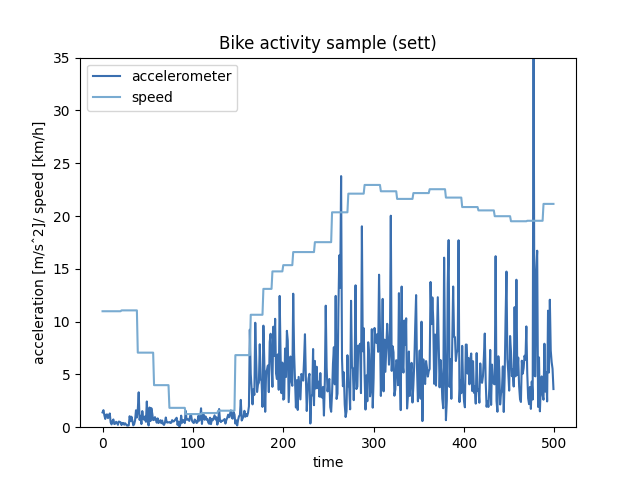 Bike activity sample (sett)
accelerometer
speed
acceleration [m/s^2]/ speed [km/h]
35
30
25
20
15
10
5
0
0 100 200 300 400 500
time